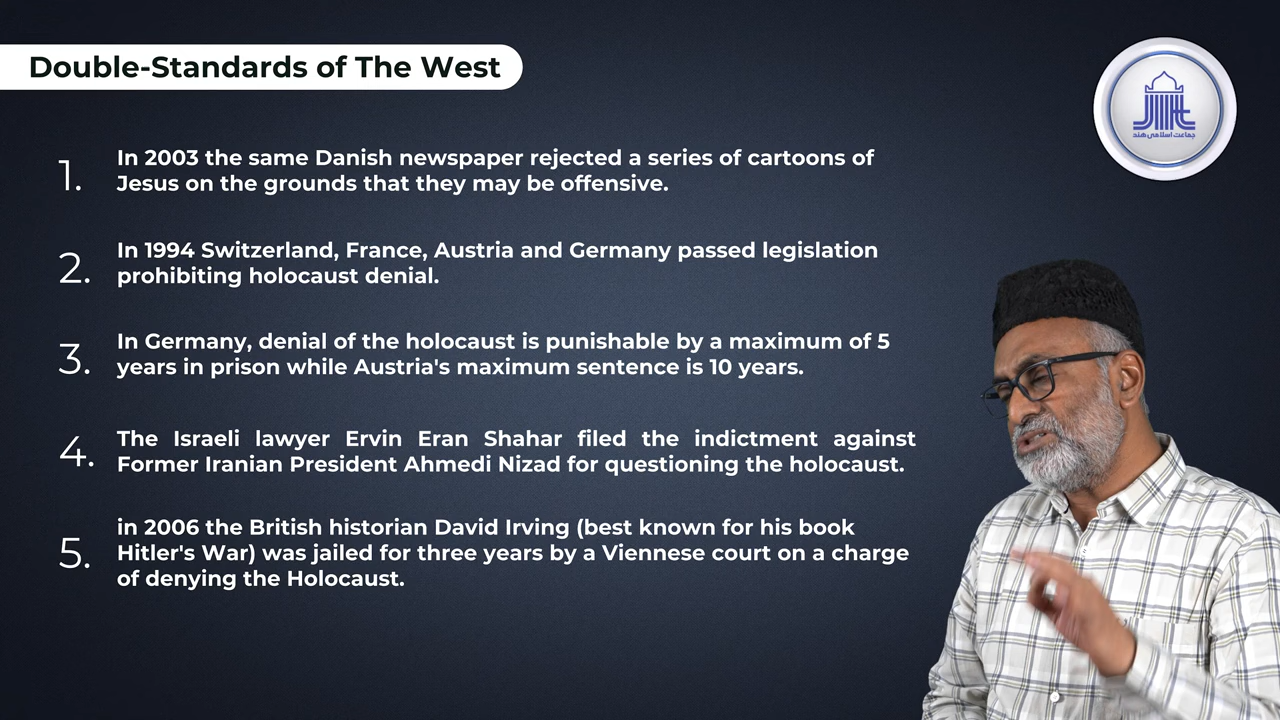 Double-Standards of The West
جماعت اسلامی هند
1. In 2003 the same Danish newspaper rejected a series of cartoons of
Jesus on the grounds that they may be offensive.
2. In 1994 Switzerland, France, Austria and Germany passed legislation
prohibiting holocaust denial.
3. In Germany, denial of the holocaust is punishable by a maximum of 5
years in prison while Austria's maximum sentence is 10 years.
4. The Israeli lawyer Ervin Eran Shahar filed the indictment against
Former Iranian President Ahmedi Nizad for questioning the holocaust.
5. in 2006 the British historian David Irving (best known for his book
Hitler's War) was jailed for three years by a Viennese court on a charge
of denying the Holocaust.